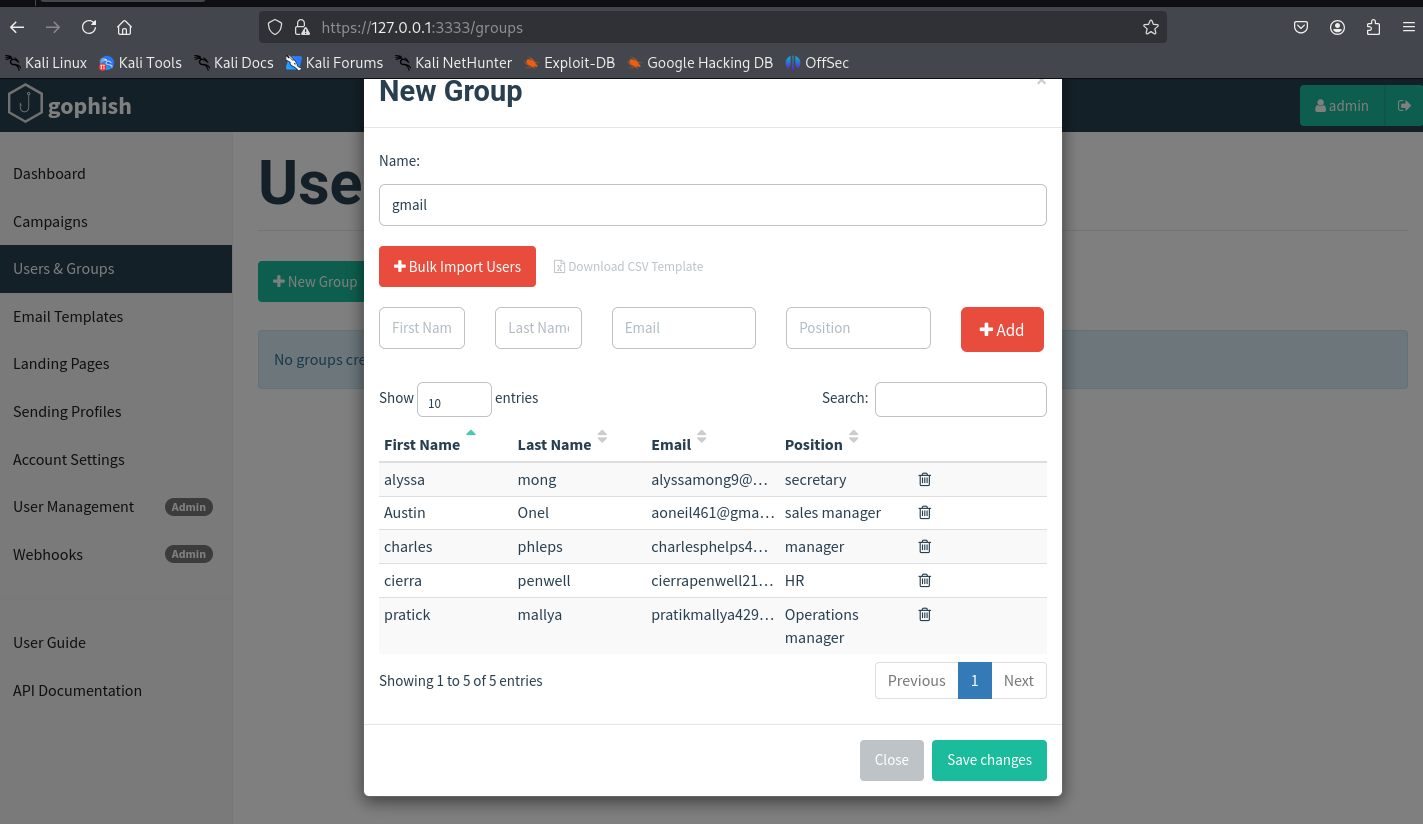 https://127.0.0.1:3333/groups
Kali Linux Kali Tools Kali Docs Kali Forums Kali NetHunter Exploit-DB Google Hacking DB OffSec
gophish
admin
Dashboard
Campaigns
Users & Groups
Email Templates
Landing Pages
Sending Profiles
Account Settings
User Management Admin
Webhooks Admin
User Guide
API Documentation
Use
New Group
No groups cre
New Group
×
Name:
gmail
Bulk Import Users Download CSV Template
First Nam Last Name Email Position Add
Show 10 entries Search:
First Name Last Name Email Position
alyssa mong alyssamong9@… secretary
Austin Onel aoneil461@gma… sales manager
charles phleps charlesphelps4… manager
cierra penwell cierrapenwell21… HR
pratick mallya pratikmallya429… Operations
manager
Showing 1 to 5 of 5 entries Previous 1 Next
Close Save changes